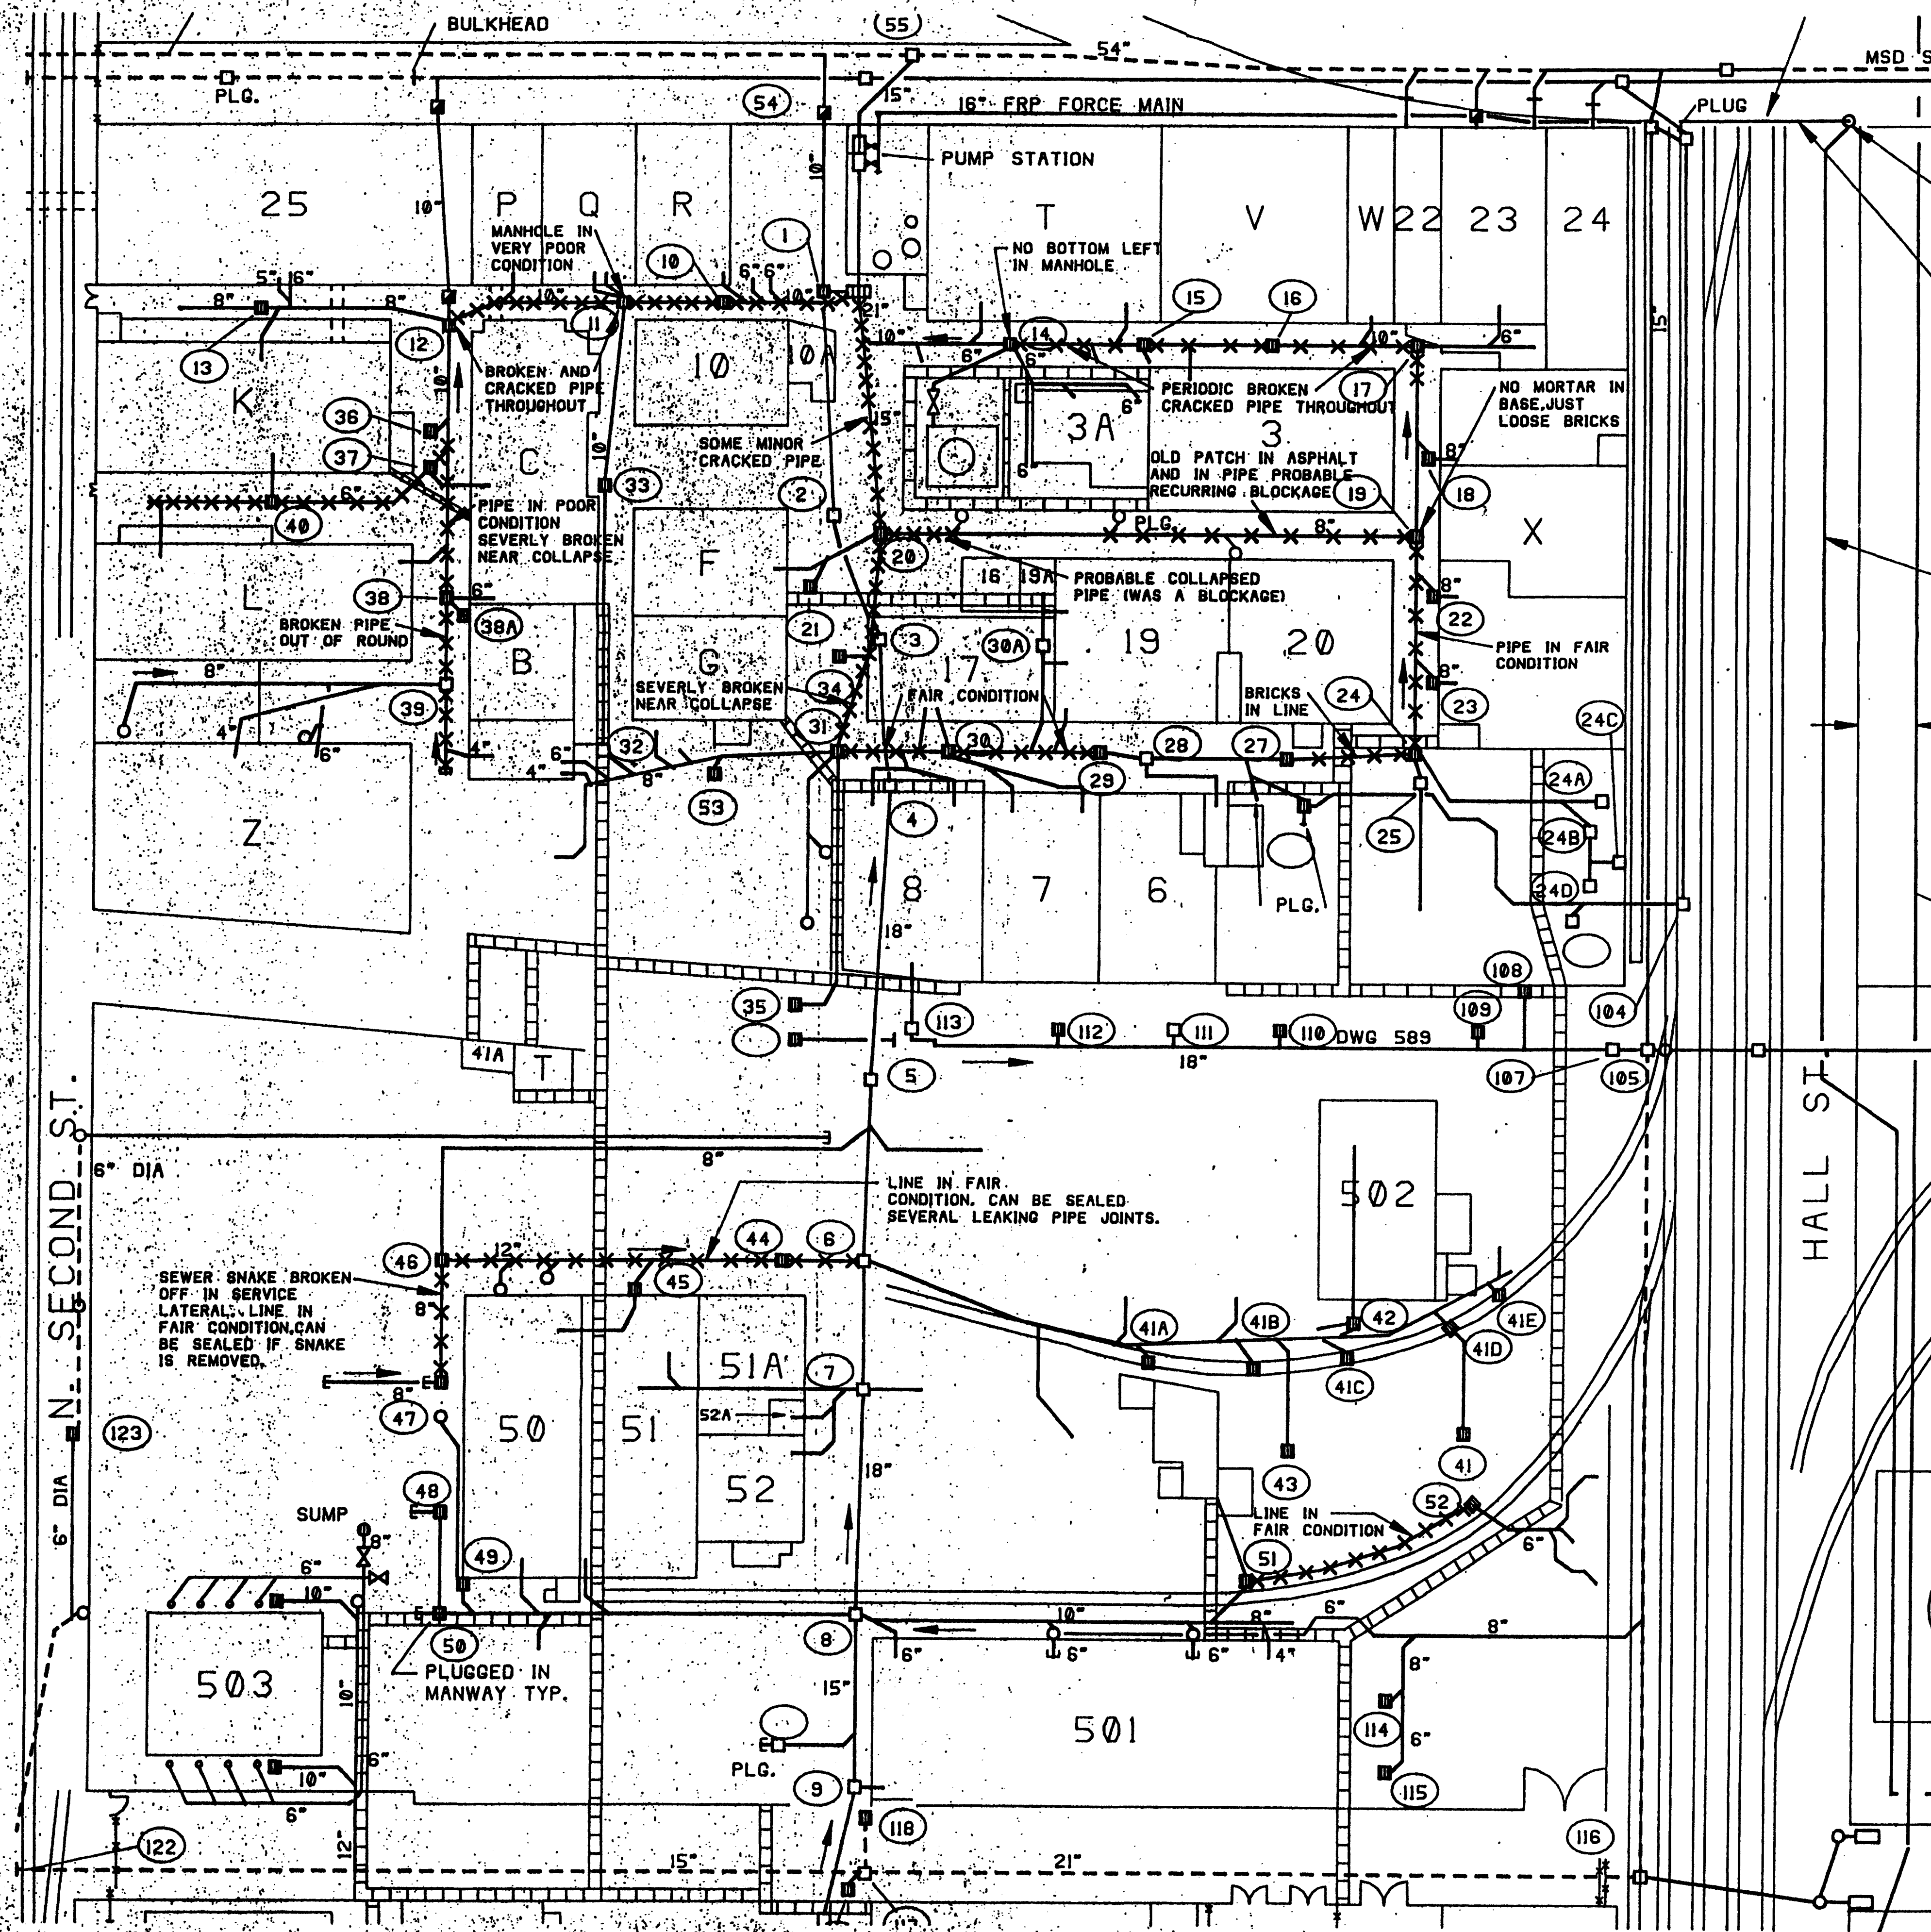 BULKHEAD
(55)
54"
MSD S
PLG.
54
15"
16" FRP FORCE MAIN
PLUG
PUMP STATION
10"
25
10"
P
Q
R
T
V
W
22
23
24
MANHOLE IN
VERY POOR
CONDITION
1
10
NO BOTTOM LEFT
IN MANHOLE
5"
6"
8"
8"
10"
6"
6"
10"
11
21"
15
16
15"
13
12
10"
6"
14
6"
10"
6"
K
10"
BROKEN AND
CRACKED PIPE
THROUGHOUT
10
10A
PERIODIC BROKEN
CRACKED PIPE THROUGHOUT
17
NO MORTAR IN
BASE, JUST
LOOSE BRICKS
36
37
C
10"
SOME MINOR
CRACKED PIPE
15"
3A
6"
3
6"
OLD PATCH IN ASPHALT
AND IN PIPE PROBABLE
RECURRING BLOCKAGE
19
8"
18
6"
40
PIPE IN POOR
CONDITION
SEVERLY BROKEN
NEAR COLLAPSE
33
2
20
PLG.
8"
X
F
L
38
6"
38A
BROKEN PIPE
OUT OF ROUND
21
16
19A
PROBABLE COLLAPSED
PIPE (WAS A BLOCKAGE)
8"
22
3
30A
19
20
PIPE IN FAIR
CONDITION
8"
B
G
17
34
SEVERLY BROKEN
NEAR COLLAPSE
FAIR CONDITION
BRICKS
IN LINE
24
8"
23
24C
39
4"
6"
31
4"
6"
4"
32
8"
53
30
29
28
27
24A
24B
24D
25
Z
4
8
7
6
PLG.
18"
35
113
112
111
110
DWG 589
108
109
104
41A
T
5
18"
107
105
N. SECOND ST.
HALL ST
6" DIA
8"
502
LINE IN FAIR
CONDITION. CAN BE SEALED
SEVERAL LEAKING PIPE JOINTS.
46
12"
44
6
45
SEWER SNAKE BROKEN
OFF IN SERVICE
LATERAL. LINE IN
FAIR CONDITION, CAN
BE SEALED IF SNAKE
IS REMOVED.
8"
8"
41A
41B
42
41E
41D
41C
51A
7
47
52A
50
51
123
52
18"
43
41
48
SUMP
6" DIA
8"
49
LINE IN
FAIR CONDITION
52
51
6"
6"
10"
50
8
10"
6"
6"
6"
8"
4"
6"
8"
PLUGGED IN
MANWAY TYP.
503
10"
15"
501
8"
114
6"
115
6"
10"
6"
PLG.
9
118
116
122
12"
15"
21"